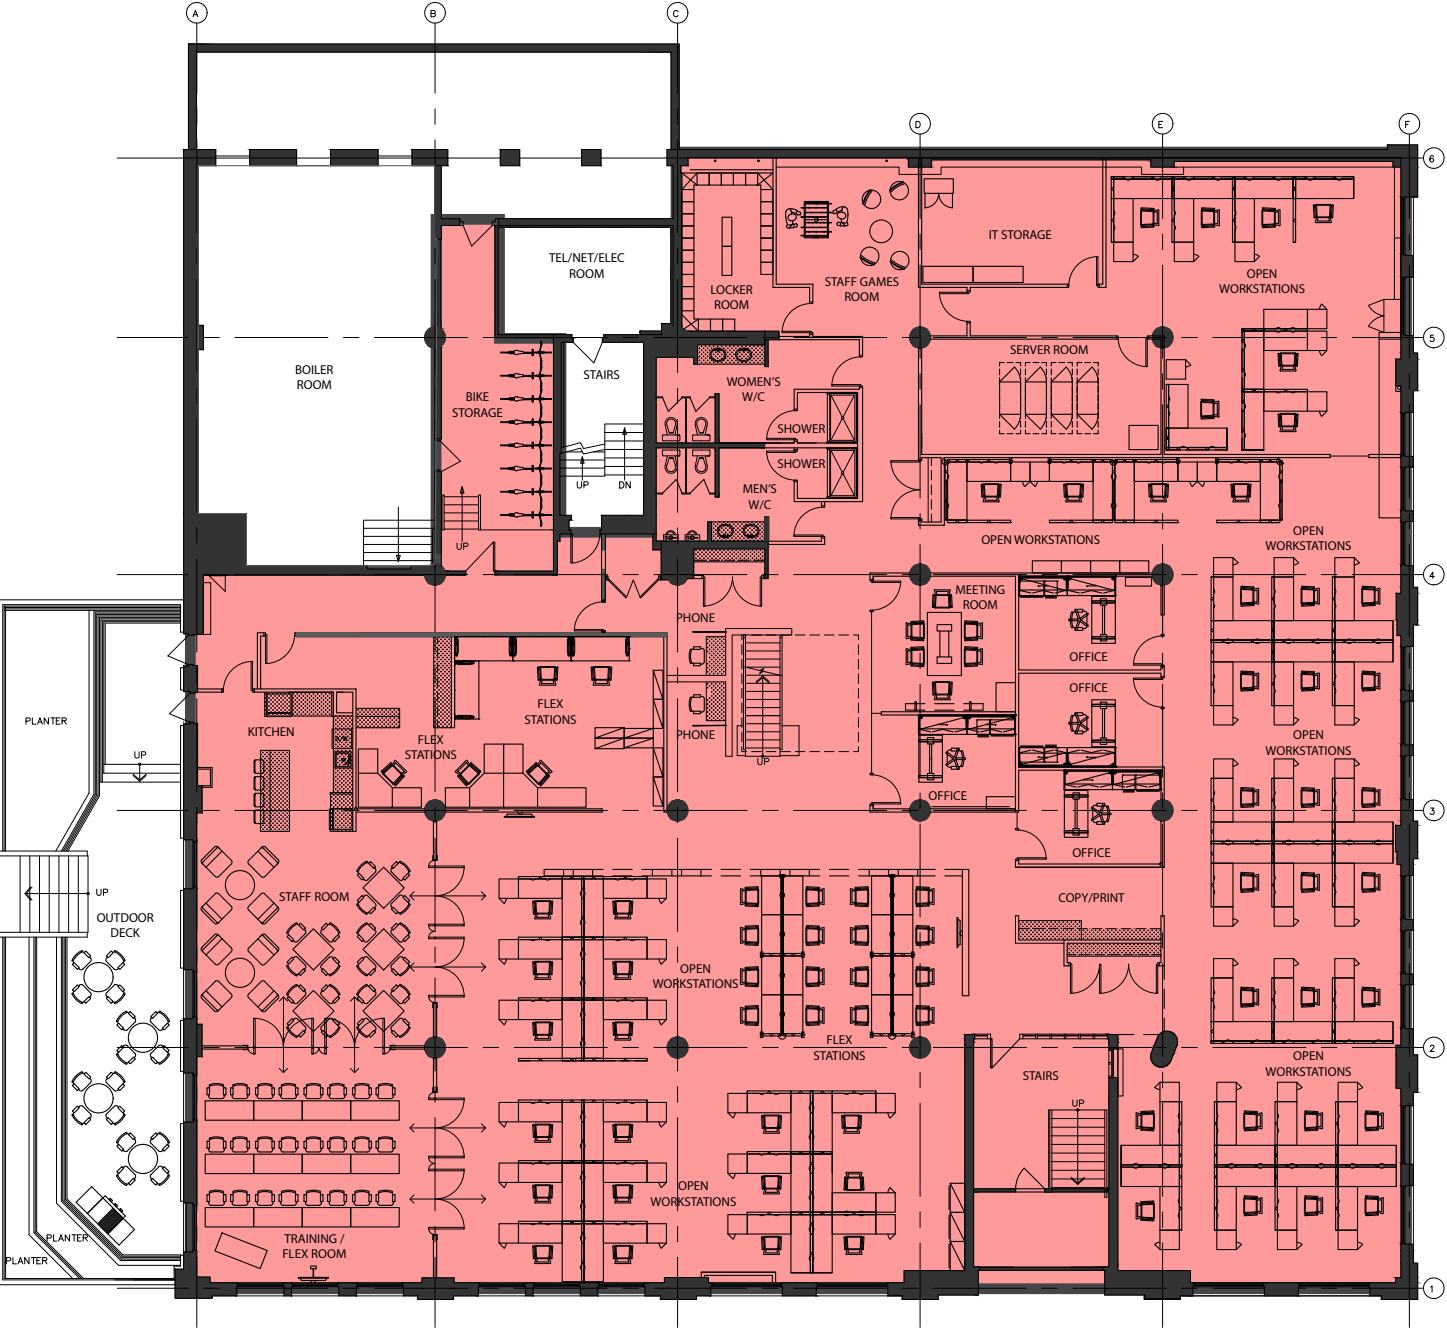 A
B
C
D
E
F
6
TEL/NET/ELEC
ROOM
IT STORAGE
LOCKER
ROOM
STAFF GAMES
ROOM
OPEN
WORKSTATIONS
5
BOILER
ROOM
STAIRS
BIKE
STORAGE
WOMEN'S
W/C
SERVER ROOM
SHOWER
SHOWER
UP
DN
MEN'S
W/C
UP
OPEN WORKSTATIONS
OPEN
WORKSTATIONS
4
PHONE
MEETING
ROOM
OFFICE
OFFICE
PLANTER
KITCHEN
FLEX
STATIONS
FLEX
STATIONS
PHONE
UP
UP
OPEN
WORKSTATIONS
OFFICE
3
OFFICE
UP
OUTDOOR
DECK
STAFF ROOM
COPY/PRINT
OPEN
WORKSTATIONS
FLEX
STATIONS
2
OPEN
WORKSTATIONS
STAIRS
UP
OPEN
WORKSTATIONS
TRAINING /
FLEX ROOM
PLANTER
PLANTER
1